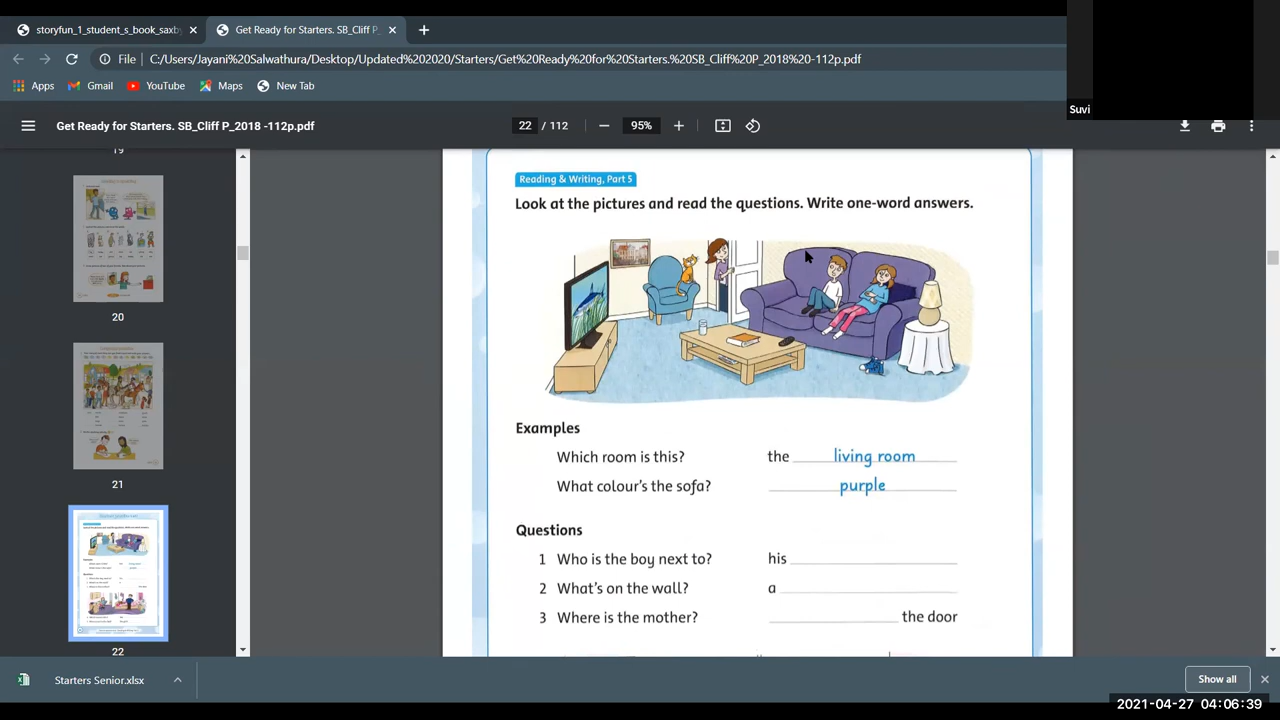 storyfun_1_student_s_book_saxb
Get Ready for Starters. SB_Cliff P_
File
C:/Users/Jayani%20Salwathura/Desktop/Updated%202020/Starters/Get%20Ready%20for%20Starters.%20SB_Cliff%20P_2018%20-112p.pdf
Apps
Gmail
YouTube
Maps
New Tab
Suvi
Get Ready for Starters. SB_Cliff P_2018 -112p.pdf
22 / 112
95%
19
20
21
22
Reading & Writing, Part 5
Look at the pictures and read the questions. Write one-word answers.
Examples
Which room is this? the living room
What colour's the sofa? purple
Questions
1 Who is the boy next to? his
2 What's on the wall? a
3 Where is the mother? the door
Starters Senior.xlsx
Show all
2021-04-27 04:06:39